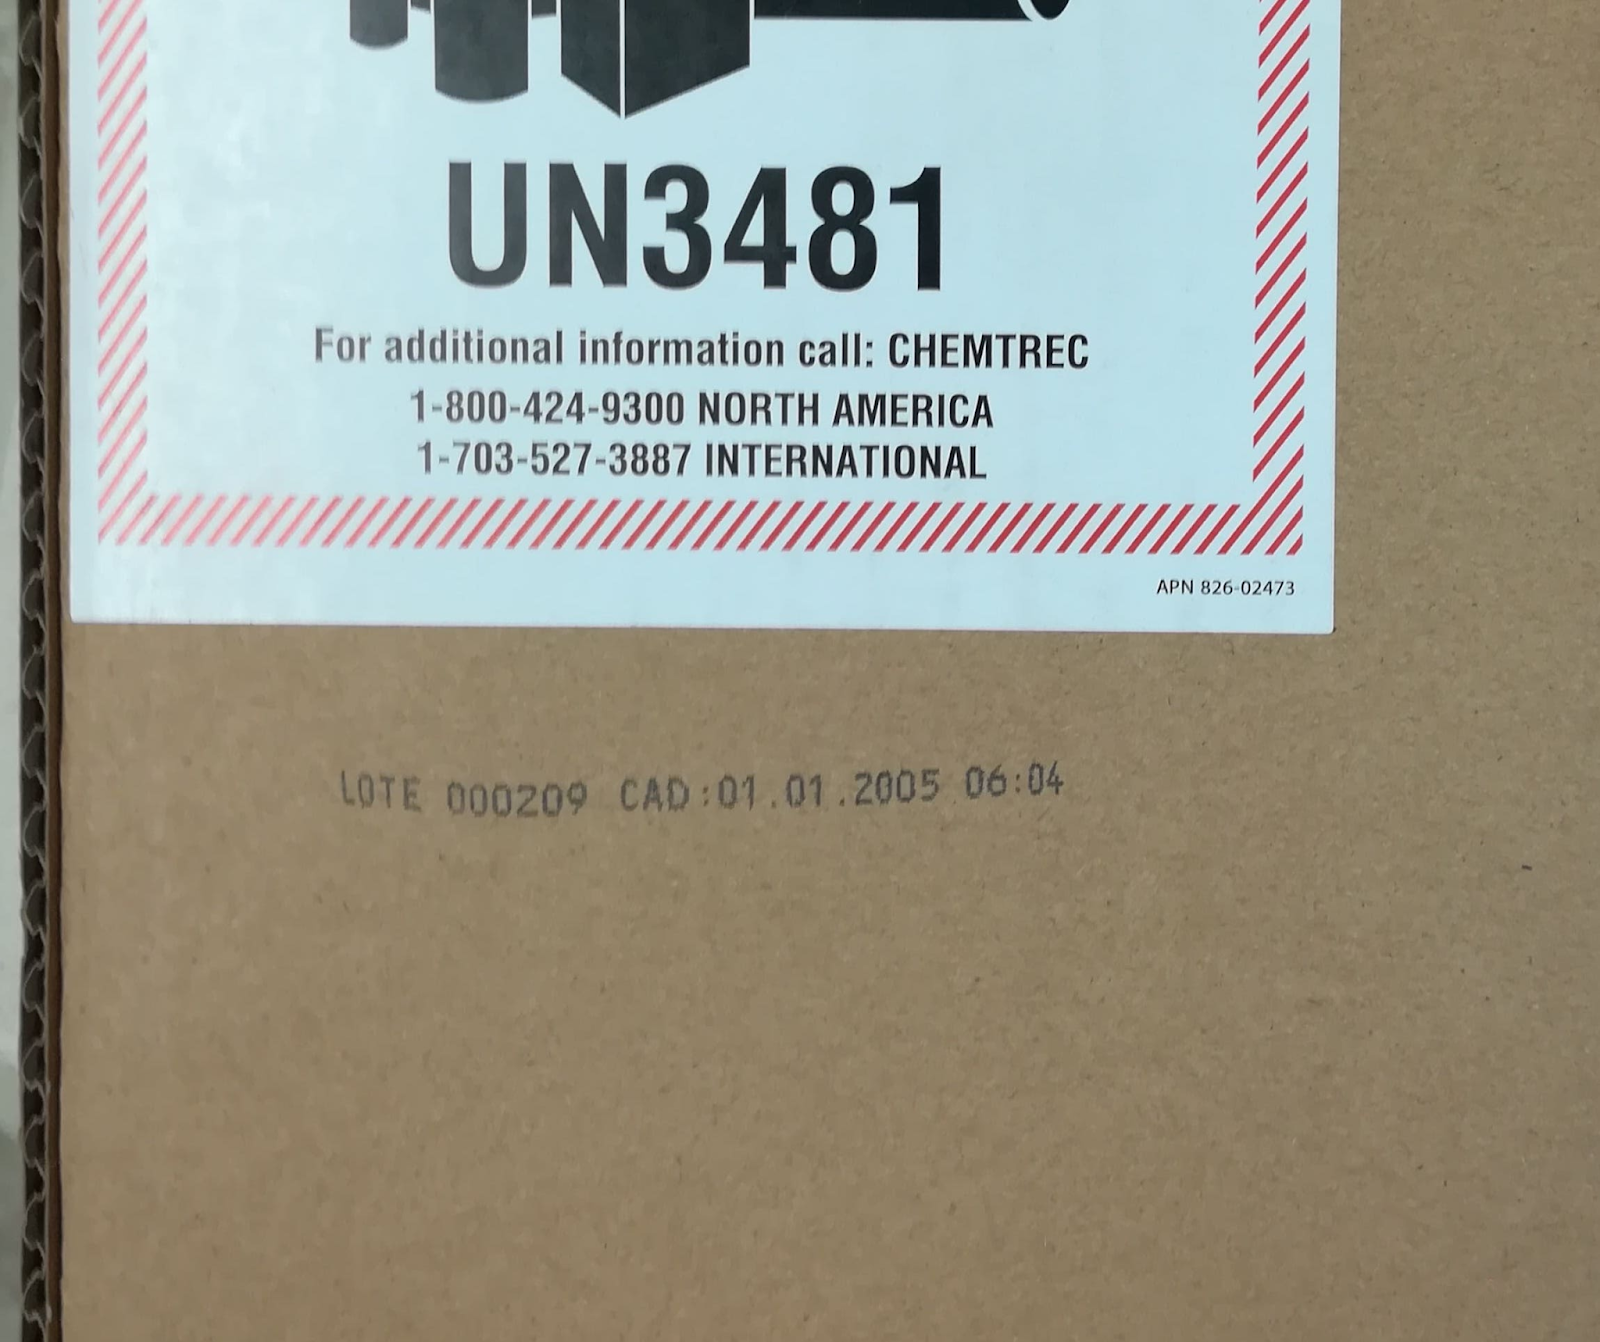 UN3481
For additional information call: CHEMTREC
1-800-424-9300 NORTH AMERICA
1-703-527-3887 INTERNATIONAL
APN 826-02473
LOTE 000209 CAD:01.01.2005 06:04